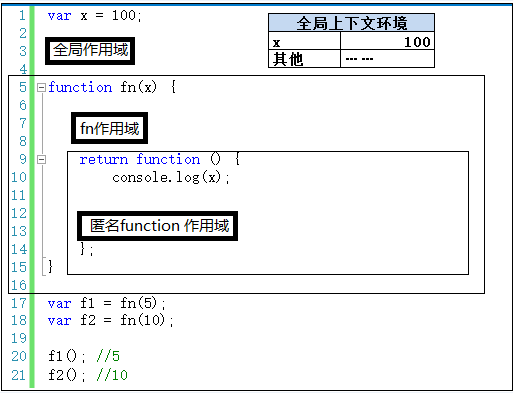 1 var x = 100;
全局上下文环境
2
3 全局作用域
x 100
4
其他 … …
5 function fn(x) {
6
7 fn作用域
8
9 return function () {
10 console.log(x);
11
12
13 匿名function 作用域
14 };
15 }
16
17 var f1 = fn(5);
18 var f2 = fn(10);
19
20 f1(); //5
21 f2(); //10